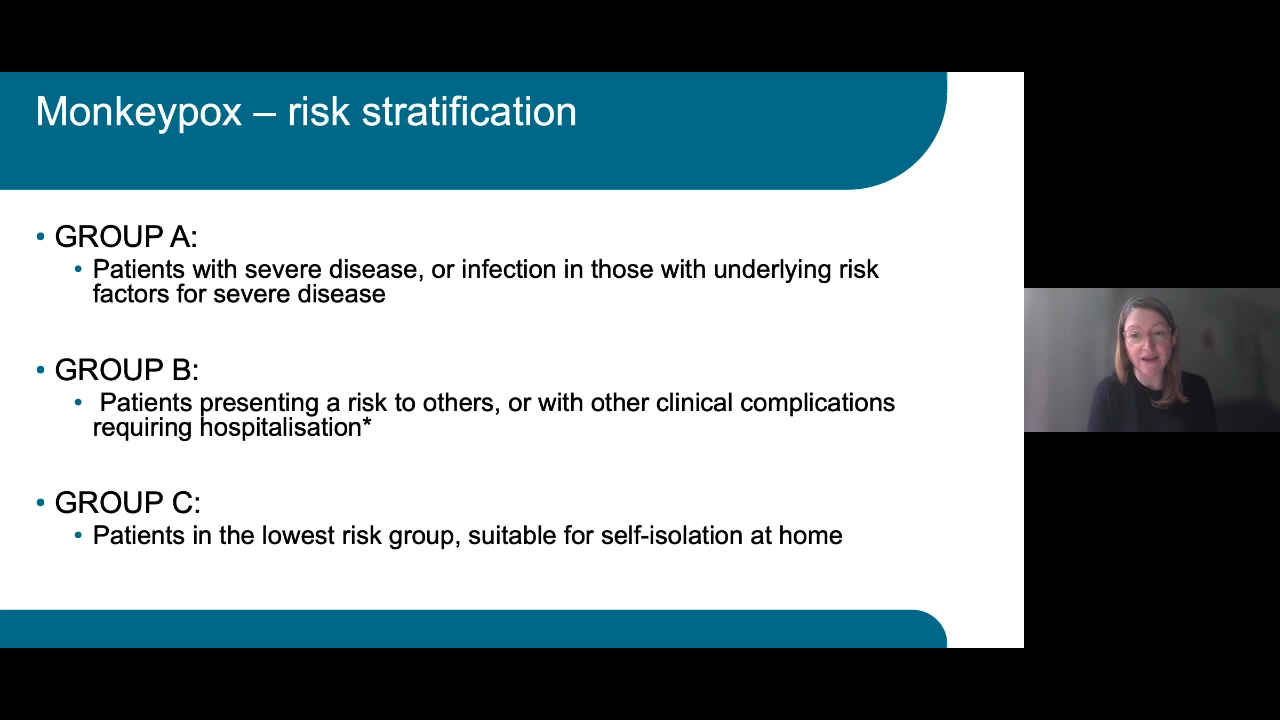 Monkeypox – risk stratification
• GROUP A:
• Patients with severe disease, or infection in those with underlying risk
factors for severe disease
• GROUP B:
• Patients presenting a risk to others, or with other clinical complications
requiring hospitalisation*
• GROUP C:
• Patients in the lowest risk group, suitable for self-isolation at home